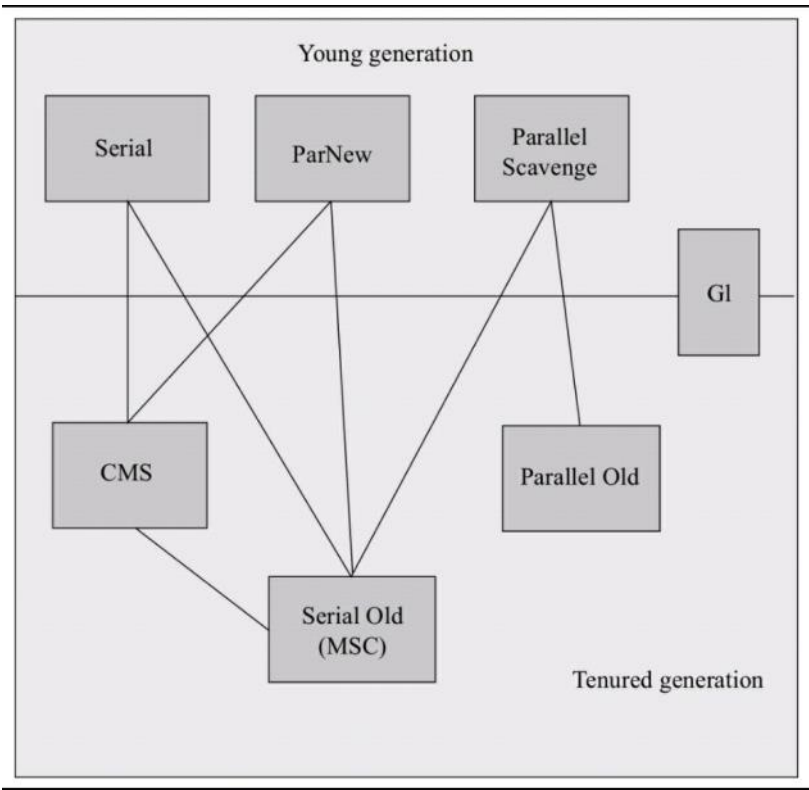 Young generation
Serial
ParNew
Parallel
Scavenge
Gl
CMS
Parallel Old
Serial Old
(MSC)
Tenured generation